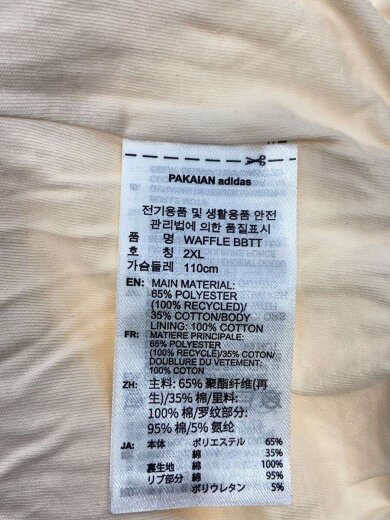 PAKAIAN adidas
전기용품 및 생활용품 안전
관리법에 의한 품질표시
품 명 WAFFLE BBTT
호 칭 2XL
가슴둘레 110cm
EN: MAIN MATERIAL:
65% POLYESTER
(100% RECYCLED)/
35% COTTON/BODY
LINING: 100% COTTON
FR: MATIERE PRINCIPALE:
65% POLYESTER
(100% RECYCLE)/35% COTON/
DOUBLURE DU VETEMENT:
100% COTON
ZH: 主料: 65% 聚酯纤维(再
生)/35% 棉/里料:
100% 棉/罗纹部分:
95% 棉/5% 氨纶
JA: 本体 ポリエステル 65%
綿 35%
裏生地 綿 100%
リブ部分 綿 95%
ポリウレタン 5%